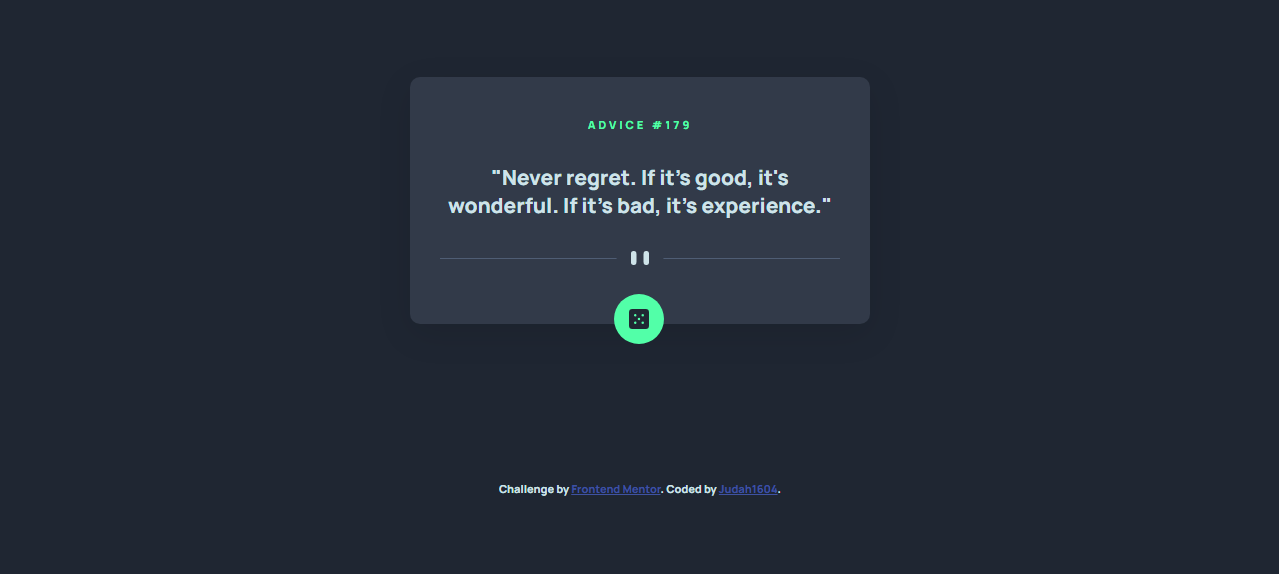 ADVICE #179
"Never regret. If it's good, it's
wonderful. If it's bad, it's experience."
Challenge by Frontend Mentor. Coded by Judah1604.